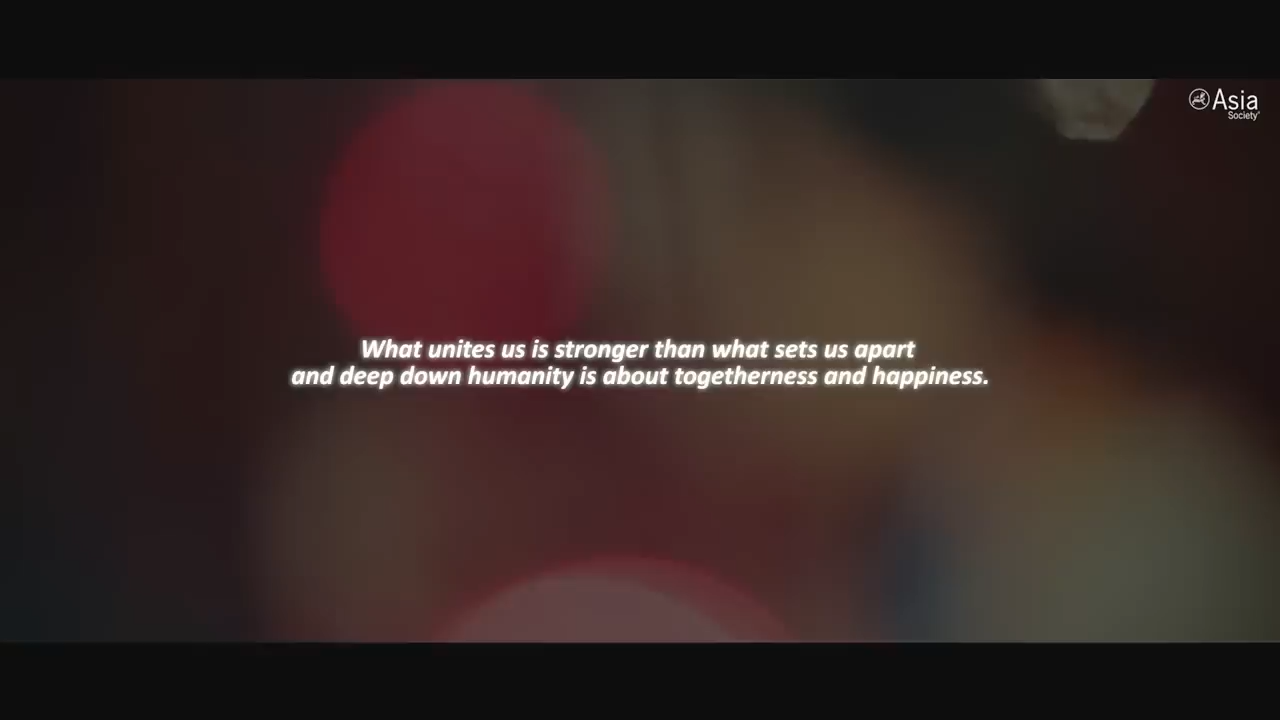 Asia
Society
What unites us is stronger than what sets us apart
and deep down humanity is about togetherness and happiness.